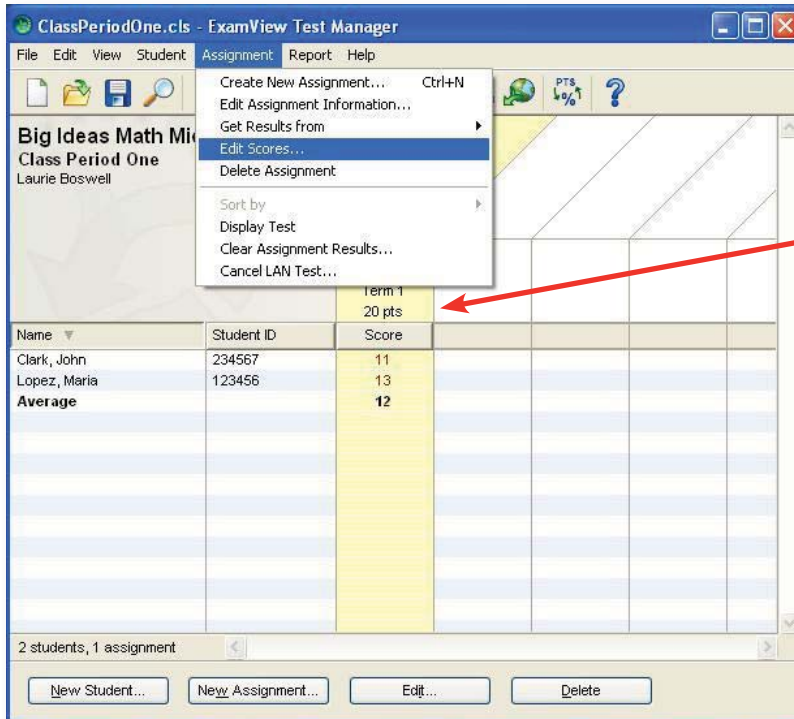 ClassPeriodOne.cls - ExamView Test Manager
File Edit View Student Assignment Report Help
PTS
%
?
Create New Assignment... Ctrl+N
Edit Assignment Information...
Get Results from
Edit Scores...
Delete Assignment
Sort by
Display Test
Clear Assignment Results...
Cancel LAN Test...
Big Ideas Math Mi
Class Period One
Laurie Boswell
Term 1
20 pts
Name Student ID Score
Clark, John 234567 11
Lopez, Maria 123456 13
Average 12
2 students, 1 assignment
New Student... New Assignment... Edit... Delete